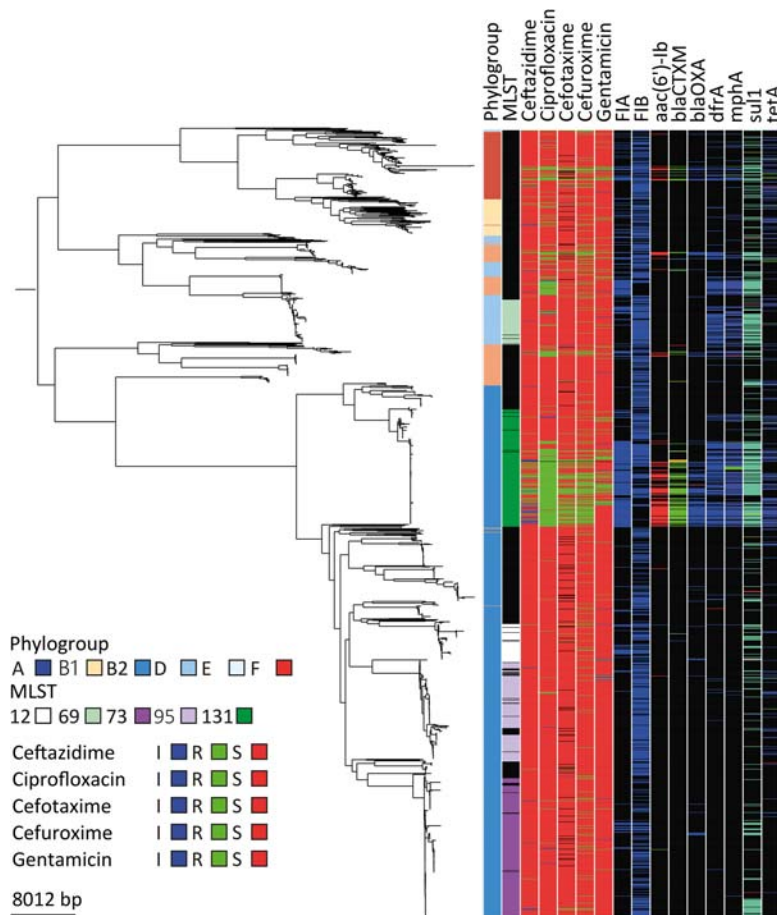 Phylogroup
MLST
Ceftazidime
Ciprofloxacin
Cefotaxime
Cefuroxime
Gentamicin
FIA
FIB
aac(6')-Ib
blaCTXM
blaOXA
dfrA
mphA
sul1
tetA
Phylogroup
A B1 B2 D E F
MLST
12 69 73 95 131
Ceftazidime I R S
Ciprofloxacin I R S
Cefotaxime I R S
Cefuroxime I R S
Gentamicin I R S
8012 bp